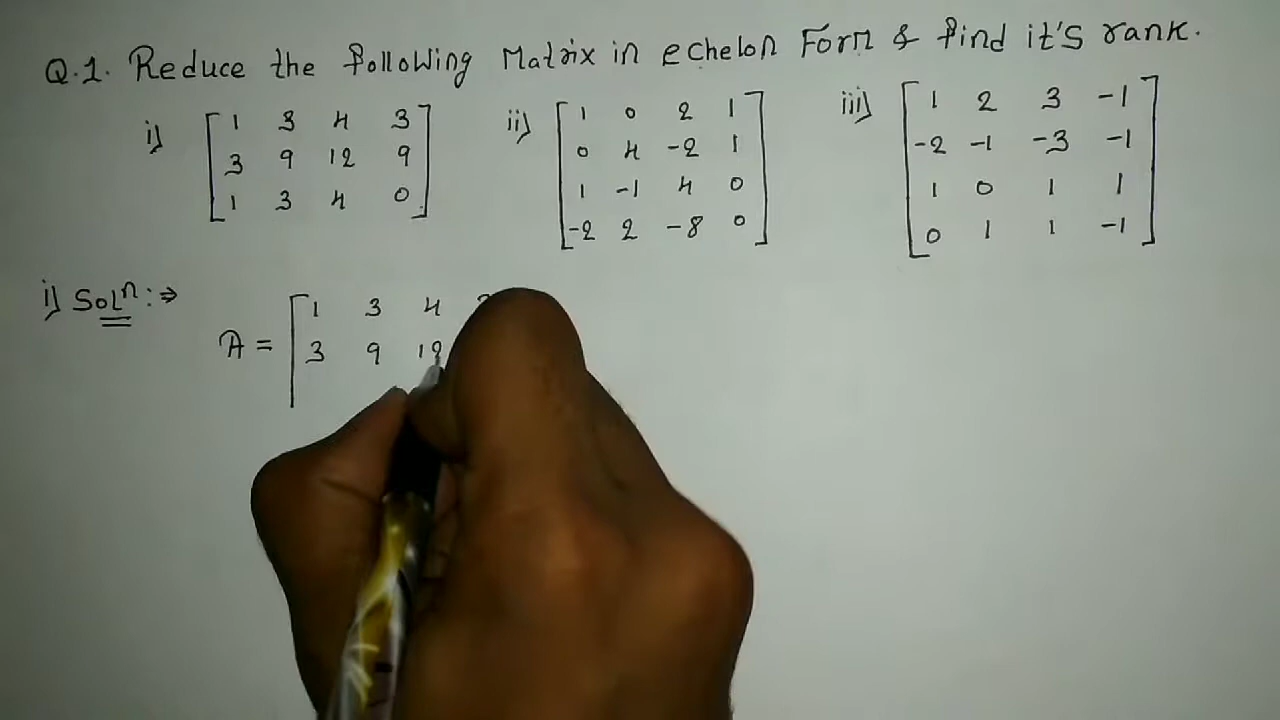 Q.1. Reduce the following Matrix in echelon Form & find it's rank.
i) [1 3 4 3 ii) [1 0 2 1 iii) [1 2 3 -1
3 9 12 9 0 4 -2 1 -2 -1 -3 -1
1 3 4 0] 1 -1 4 0 1 0 1 1
-2 2 -8 0] 0 1 1 -1]
i) Solⁿ :⇒
A = [1 3 4
3 9 12